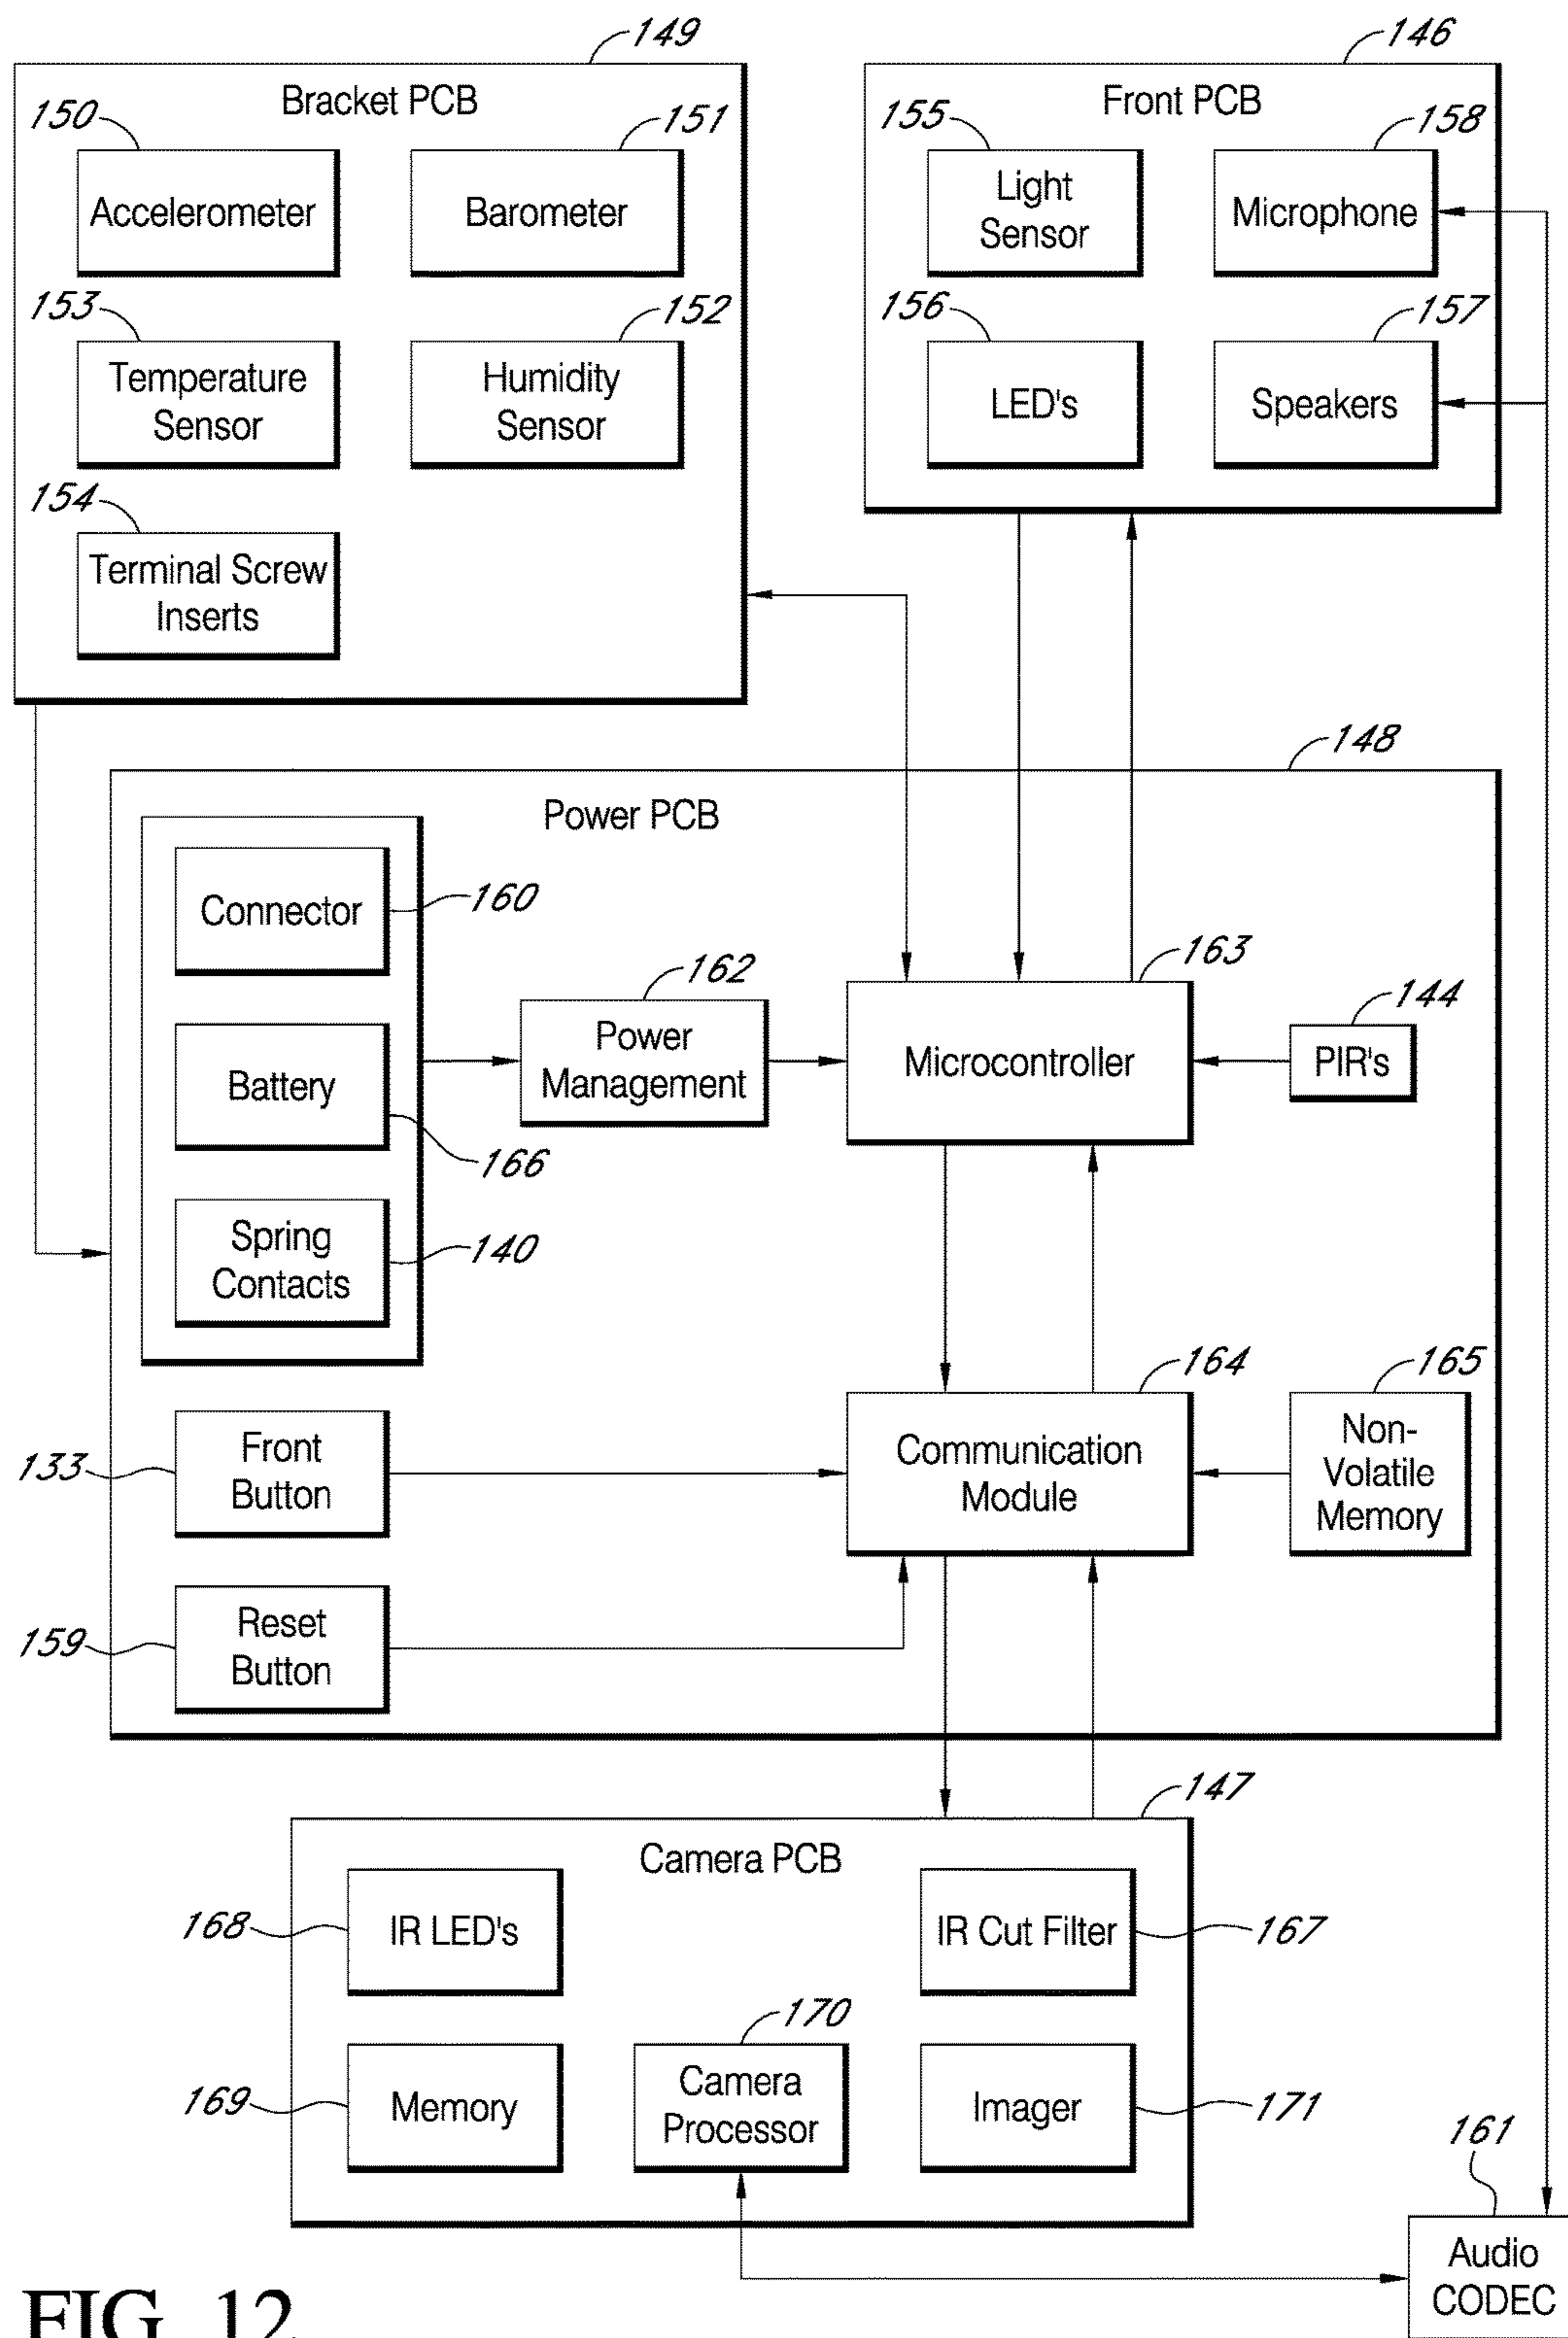 149
Bracket PCB
150
Accelerometer
151
Barometer
153
Temperature
Sensor
152
Humidity
Sensor
154
Terminal Screw
Inserts
146
Front PCB
155
Light
Sensor
158
Microphone
156
LED's
157
Speakers
148
Power PCB
Connector
160
Battery
166
Spring
Contacts
140
162
Power
Management
163
Microcontroller
144
PIR's
133
Front
Button
164
Communication
Module
165
Non-
Volatile
Memory
159
Reset
Button
147
Camera PCB
168
IR LED's
IR Cut Filter
167
169
Memory
170
Camera
Processor
Imager
171
161
Audio
CODEC
FIG. 12